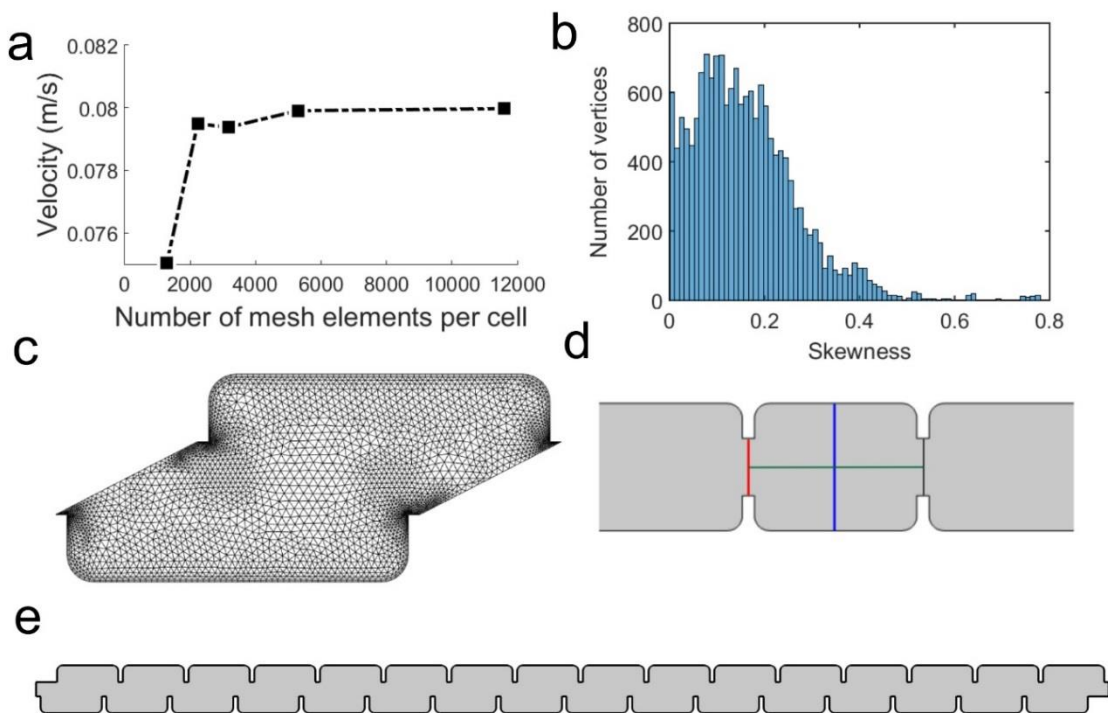 a
0.082
0.08
0.078
0.076
Velocity (m/s)
0 2000 4000 6000 8000 10000 12000
Number of mesh elements per cell
b
800
600
400
200
0
Number of vertices
0 0.2 0.4 0.6 0.8
Skewness
c
d
e